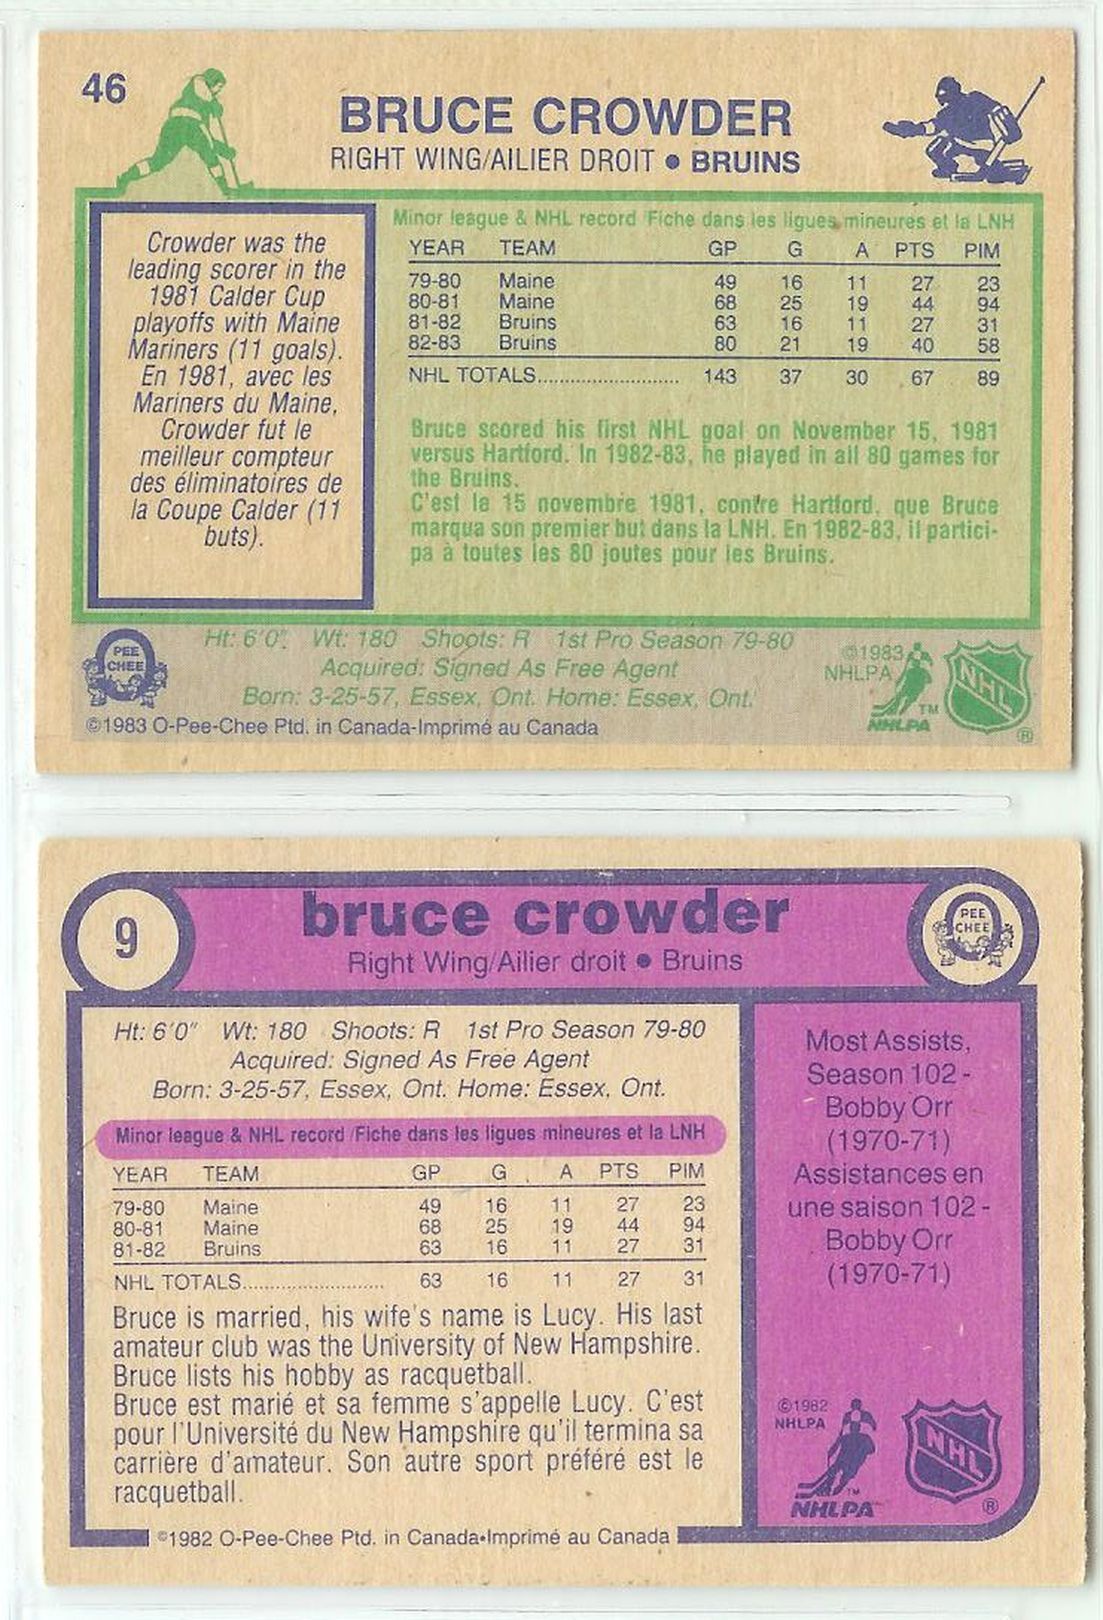 46
BRUCE CROWDER
RIGHT WING/AILIER DROIT • BRUINS
Crowder was the
leading scorer in the
1981 Calder Cup
playoffs with Maine
Mariners (11 goals).
En 1981, avec les
Mariners du Maine,
Crowder fut le
meilleur compteur
des éliminatoires de
la Coupe Calder (11
buts).
Minor league & NHL record /Fiche dans les ligues mineures et la LNH
YEAR TEAM GP G A PTS PIM
79-80 Maine 49 16 11 27 23
80-81 Maine 68 25 19 44 94
81-82 Bruins 63 16 11 27 31
82-83 Bruins 80 21 19 40 58
NHL TOTALS............................ 143 37 30 67 89
Bruce scored his first NHL goal on November 15, 1981
versus Hartford. In 1982-83, he played in all 80 games for
the Bruins.
C'est le 15 novembre 1981, contre Hartford, que Bruce
marqua son premier but dans la LNH. En 1982-83, il partici-
pa à toutes les 80 joutes pour les Bruins.
PEE
CHEE
Ht: 6'0" Wt: 180 Shoots: R 1st Pro Season 79-80
Acquired: Signed As Free Agent
Born: 3-25-57, Essex, Ont. Home: Essex, Ont.
©1983 O-Pee-Chee Ptd. in Canada-Imprimé au Canada
©1983
NHLPA
TM
NHLPA
NHL
®
9
bruce crowder
Right Wing/Ailier droit • Bruins
PEE
CHEE
Ht: 6'0" Wt: 180 Shoots: R 1st Pro Season 79-80
Acquired: Signed As Free Agent
Born: 3-25-57, Essex, Ont. Home: Essex, Ont.
Minor league & NHL record /Fiche dans les ligues mineures et la LNH
YEAR TEAM GP G A PTS PIM
79-80 Maine 49 16 11 27 23
80-81 Maine 68 25 19 44 94
81-82 Bruins 63 16 11 27 31
NHL TOTALS............................ 63 16 11 27 31
Bruce is married, his wife's name is Lucy. His last
amateur club was the University of New Hampshire.
Bruce lists his hobby as racquetball.
Bruce est marié et sa femme s'appelle Lucy. C'est
pour l'Université du New Hampshire qu'il termina sa
carrière d'amateur. Son autre sport préféré est le
racquetball.
©1982 O-Pee-Chee Ptd. in Canada•Imprimé au Canada
Most Assists,
Season 102 -
Bobby Orr
(1970-71)
Assistances en
une saison 102 -
Bobby Orr
(1970-71)
©1982
NHLPA
TM
NHLPA
NHL
®